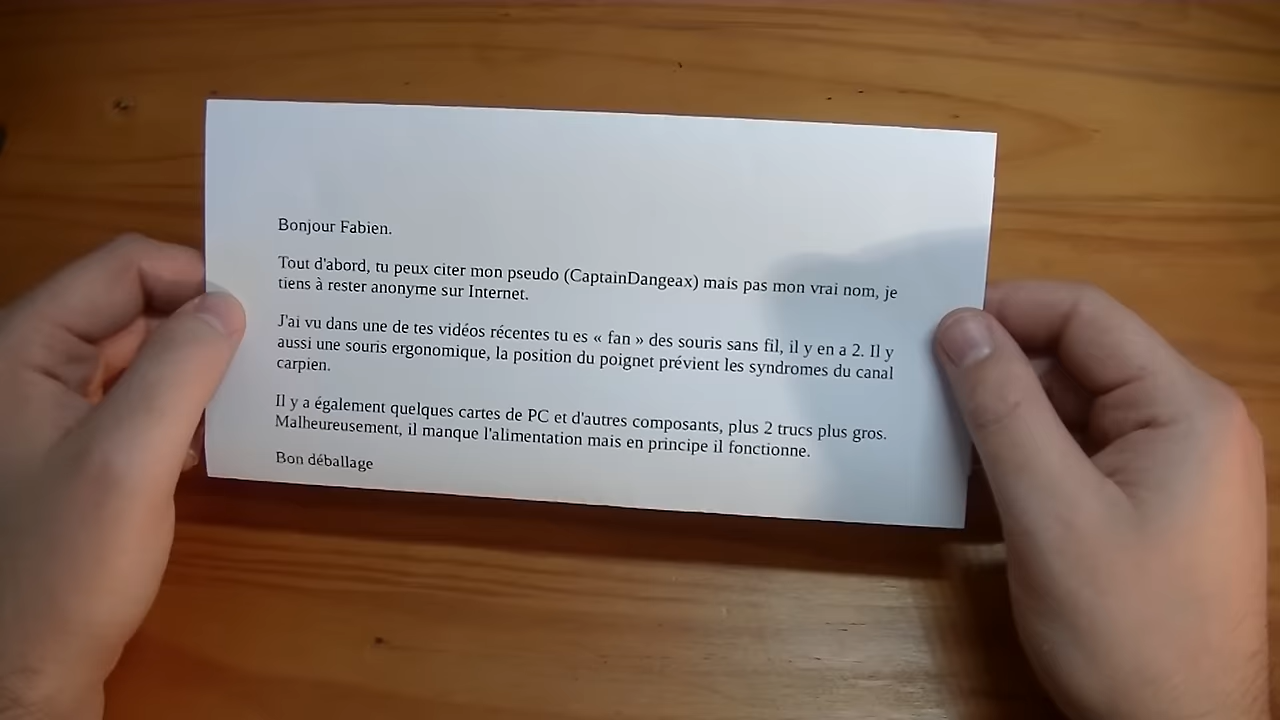 Bonjour Fabien.
Tout d'abord, tu peux citer mon pseudo (CaptainDangeax) mais pas mon vrai nom, je
tiens à rester anonyme sur Internet.
J'ai vu dans une de tes vidéos récentes tu es « fan » des souris sans fil, il y en a 2. Il y
aussi une souris ergonomique, la position du poignet prévient les syndromes du canal
carpien.
Il y a également quelques cartes de PC et d'autres composants, plus 2 trucs plus gros.
Malheureusement, il manque l'alimentation mais en principe il fonctionne.
Bon déballage